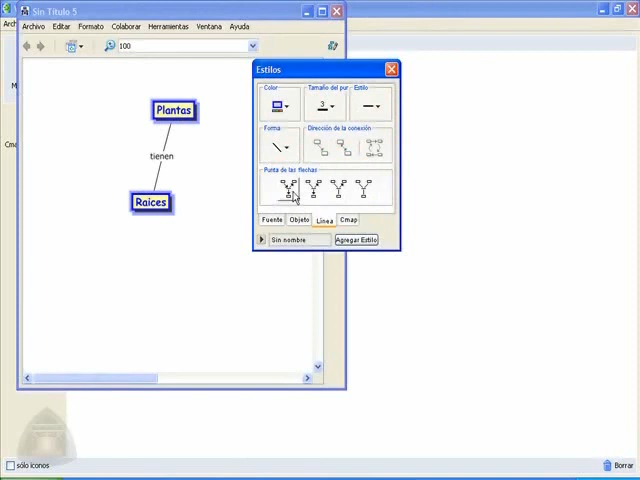 Sin Título 5
Archivo Editar Formato Colaborar Herramientas Ventana Ayuda
100
Plantas
tienen
Raíces
Estilos
Color
Tamaño del pur
Estilo
3
Forma
Dirección de la conexión
Punta de las flechas
Fuente Objeto Línea Cmap
Sin nombre
Agregar Estilo
sólo iconos
Borrar